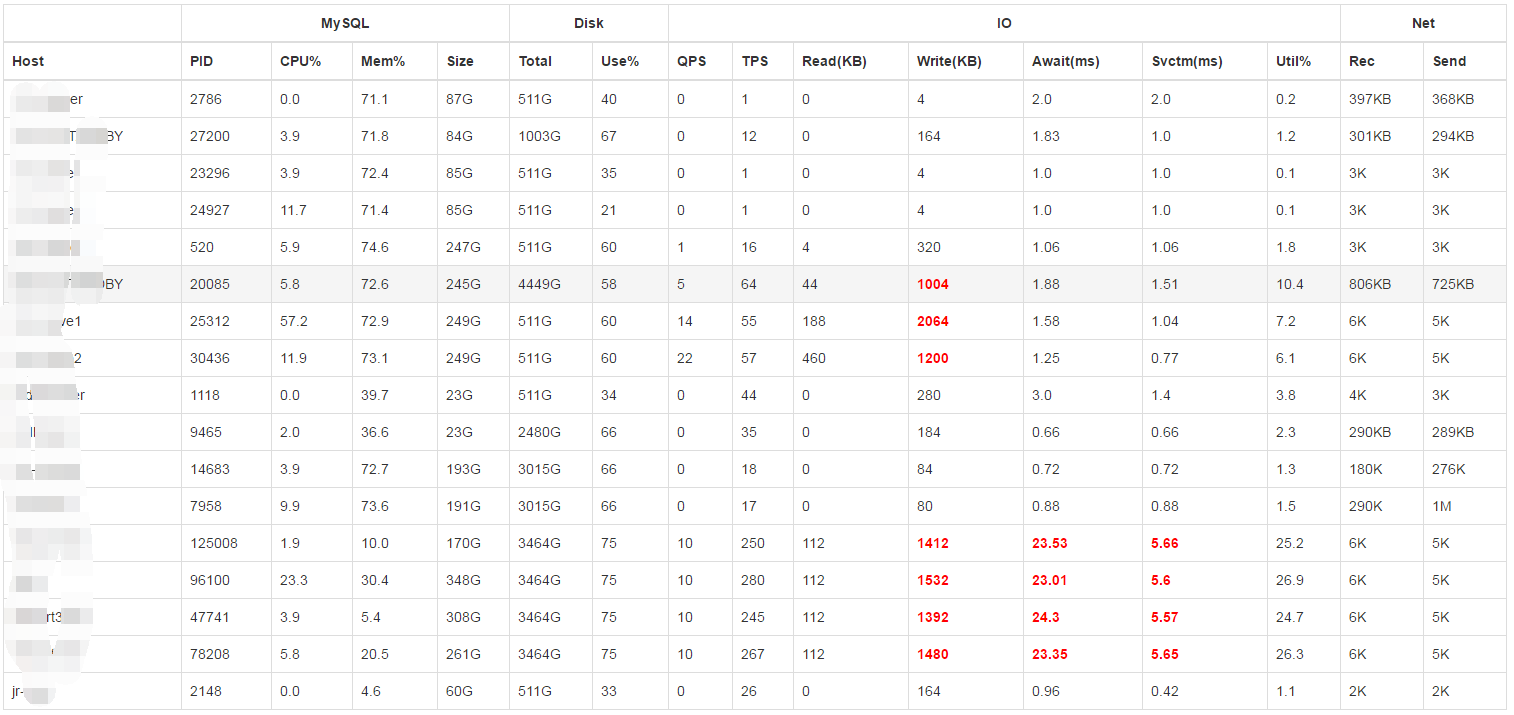 MySQL Disk IO Net
Host PID CPU% Mem% Size Total Use% QPS TPS Read(KB) Write(KB) Await(ms) Svctm(ms) Util% Rec Send
er 2786 0.0 71.1 87G 511G 40 0 1 0 4 2.0 2.0 0.2 397KB 368KB
BY 27200 3.9 71.8 84G 1003G 67 0 12 0 164 1.83 1.0 1.2 301KB 294KB
23296 3.9 72.4 85G 511G 35 0 1 0 4 1.0 1.0 0.1 3K 3K
24927 11.7 71.4 85G 511G 21 0 1 0 4 1.0 1.0 0.1 3K 3K
520 5.9 74.6 247G 511G 60 1 16 4 320 1.06 1.06 1.8 3K 3K
BY 20085 5.8 72.6 245G 4449G 58 5 64 44 1004 1.88 1.51 10.4 806KB 725KB
ve1 25312 57.2 72.9 249G 511G 60 14 55 188 2064 1.58 1.04 7.2 6K 5K
2 30436 11.9 73.1 249G 511G 60 22 57 460 1200 1.25 0.77 6.1 6K 5K
er 1118 0.0 39.7 23G 511G 34 0 44 0 280 3.0 1.4 3.8 4K 3K
9465 2.0 36.6 23G 2480G 66 0 35 0 184 0.66 0.66 2.3 290KB 289KB
14683 3.9 72.7 193G 3015G 66 0 18 0 84 0.72 0.72 1.3 180K 276K
7958 9.9 73.6 191G 3015G 66 0 17 0 80 0.88 0.88 1.5 290K 1M
125008 1.9 10.0 170G 3464G 75 10 250 112 1412 23.53 5.66 25.2 6K 5K
96100 23.3 30.4 348G 3464G 75 10 280 112 1532 23.01 5.6 26.9 6K 5K
rt3 47741 3.9 5.4 308G 3464G 75 10 245 112 1392 24.3 5.57 24.7 6K 5K
78208 5.8 20.5 261G 3464G 75 10 267 112 1480 23.35 5.65 26.3 6K 5K
jr- 2148 0.0 4.6 60G 511G 33 0 26 0 164 0.96 0.42 1.1 2K 2K